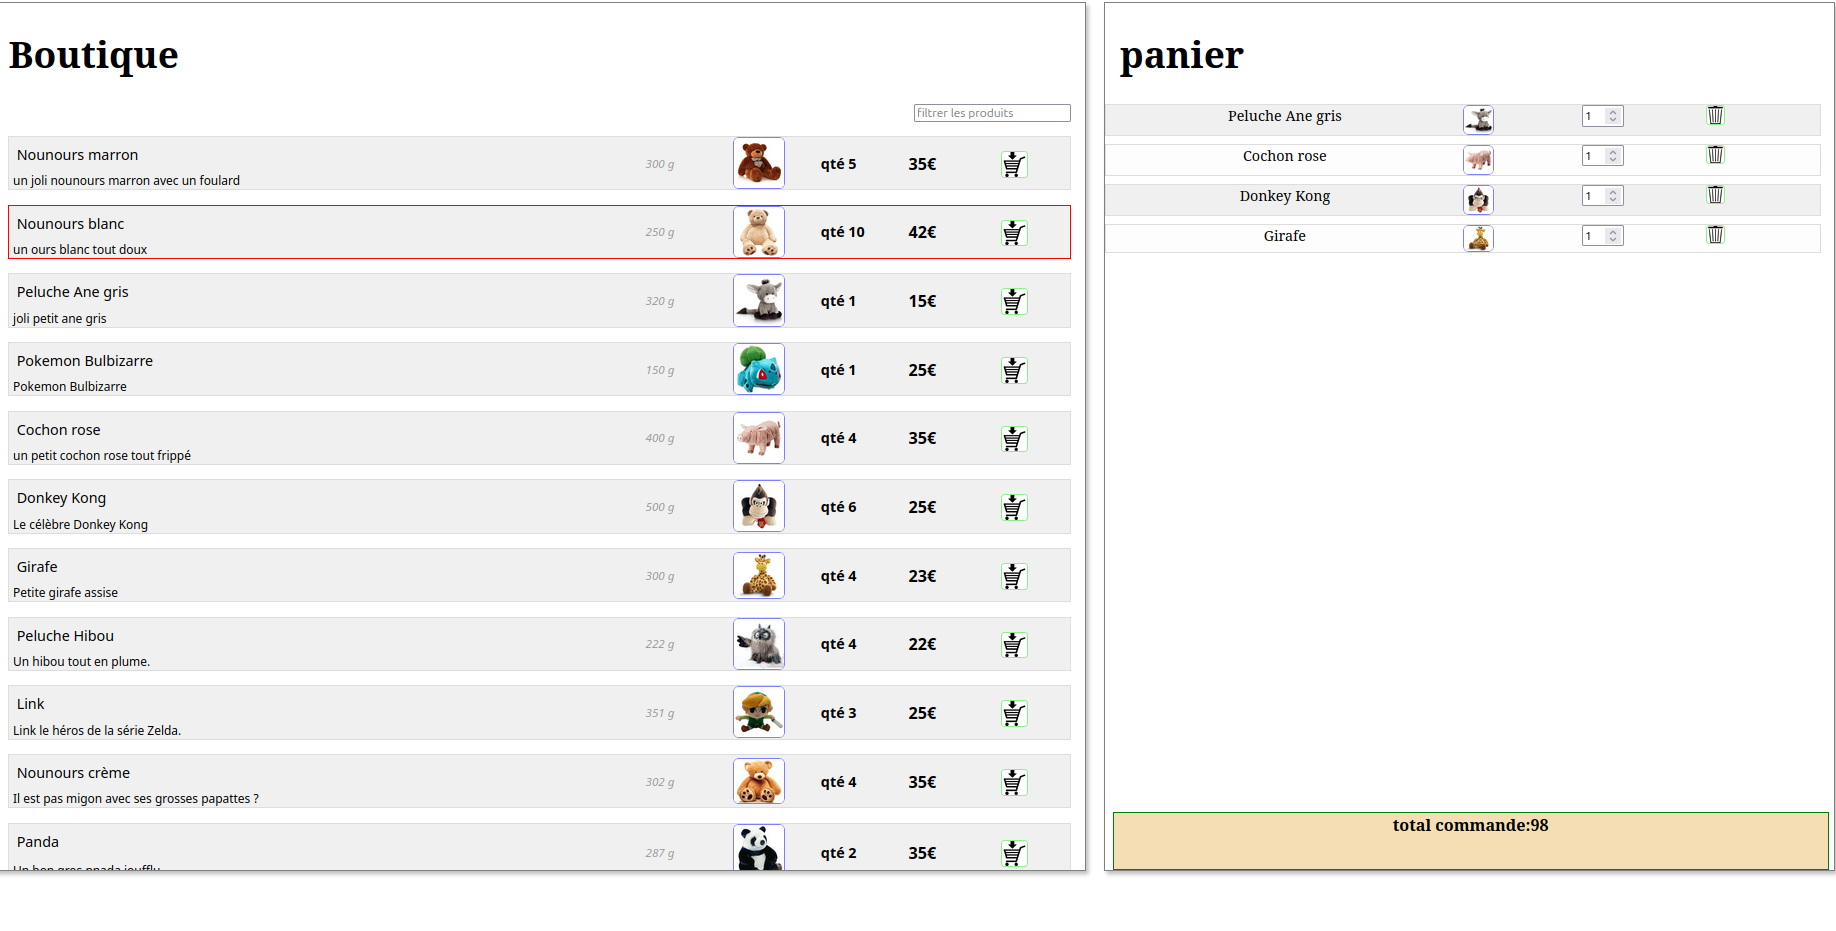 Boutique
filtrer les produits
Nounours marron
un joli nounours marron avec un foulard
300 g
qté 5
35€
Nounours blanc
un ours blanc tout doux
250 g
qté 10
42€
Peluche Ane gris
joli petit ane gris
320 g
qté 1
15€
Pokemon Bulbizarre
Pokemon Bulbizarre
150 g
qté 1
25€
Cochon rose
un petit cochon rose tout frippé
400 g
qté 4
35€
Donkey Kong
Le célèbre Donkey Kong
500 g
qté 6
25€
Girafe
Petite girafe assise
300 g
qté 4
23€
Peluche Hibou
Un hibou tout en plume.
222 g
qté 4
22€
Link
Link le héros de la série Zelda.
351 g
qté 3
25€
Nounours crème
Il est pas migon avec ses grosses papattes ?
302 g
qté 4
35€
Panda
287 g
qté 2
35€
panier
Peluche Ane gris 1
Cochon rose 1
Donkey Kong 1
Girafe 1
total commande:98